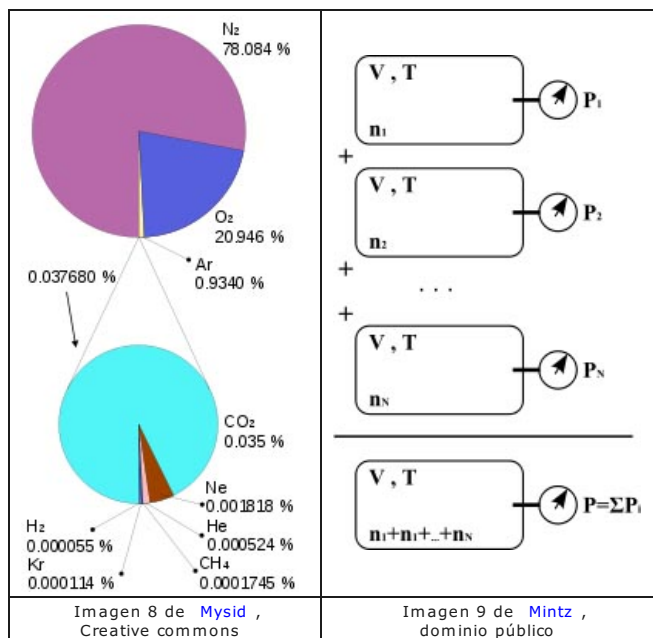 N₂
78.084 %
O₂
20.946 %
Ar
0.9340 %
0.037680 %
CO₂
0.035 %
Ne
0.001818 %
He
0.000524 %
CH₄
0.0001745 %
H₂
0.000055 %
Kr
0.000114 %
Imagen 8 de Mysid ,
Creative commons
V , T
n₁
P₁
+
V , T
n₂
P₂
+
. . .
+
V , T
n_N
P_N
V , T
n₁+n₁+...+n_N
P=ΣPᵢ
Imagen 9 de Mintz ,
dominio público